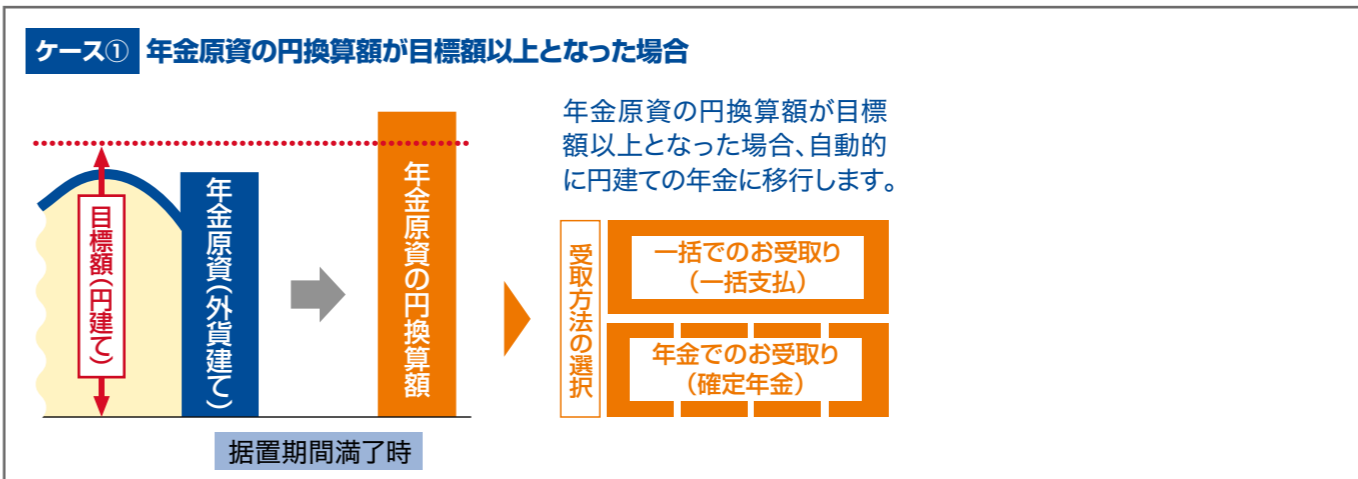 ケース① 年金原資の円換算額が目標額以上となった場合
目標額(円建て)
年金原資(外貨建て)
年金原資の円換算額
据置期間満了時
年金原資の円換算額が目標
額以上となった場合、自動的
に円建ての年金に移行します。
受取方法の選択
一括でのお受取り
(一括支払)
年金でのお受取り
(確定年金)